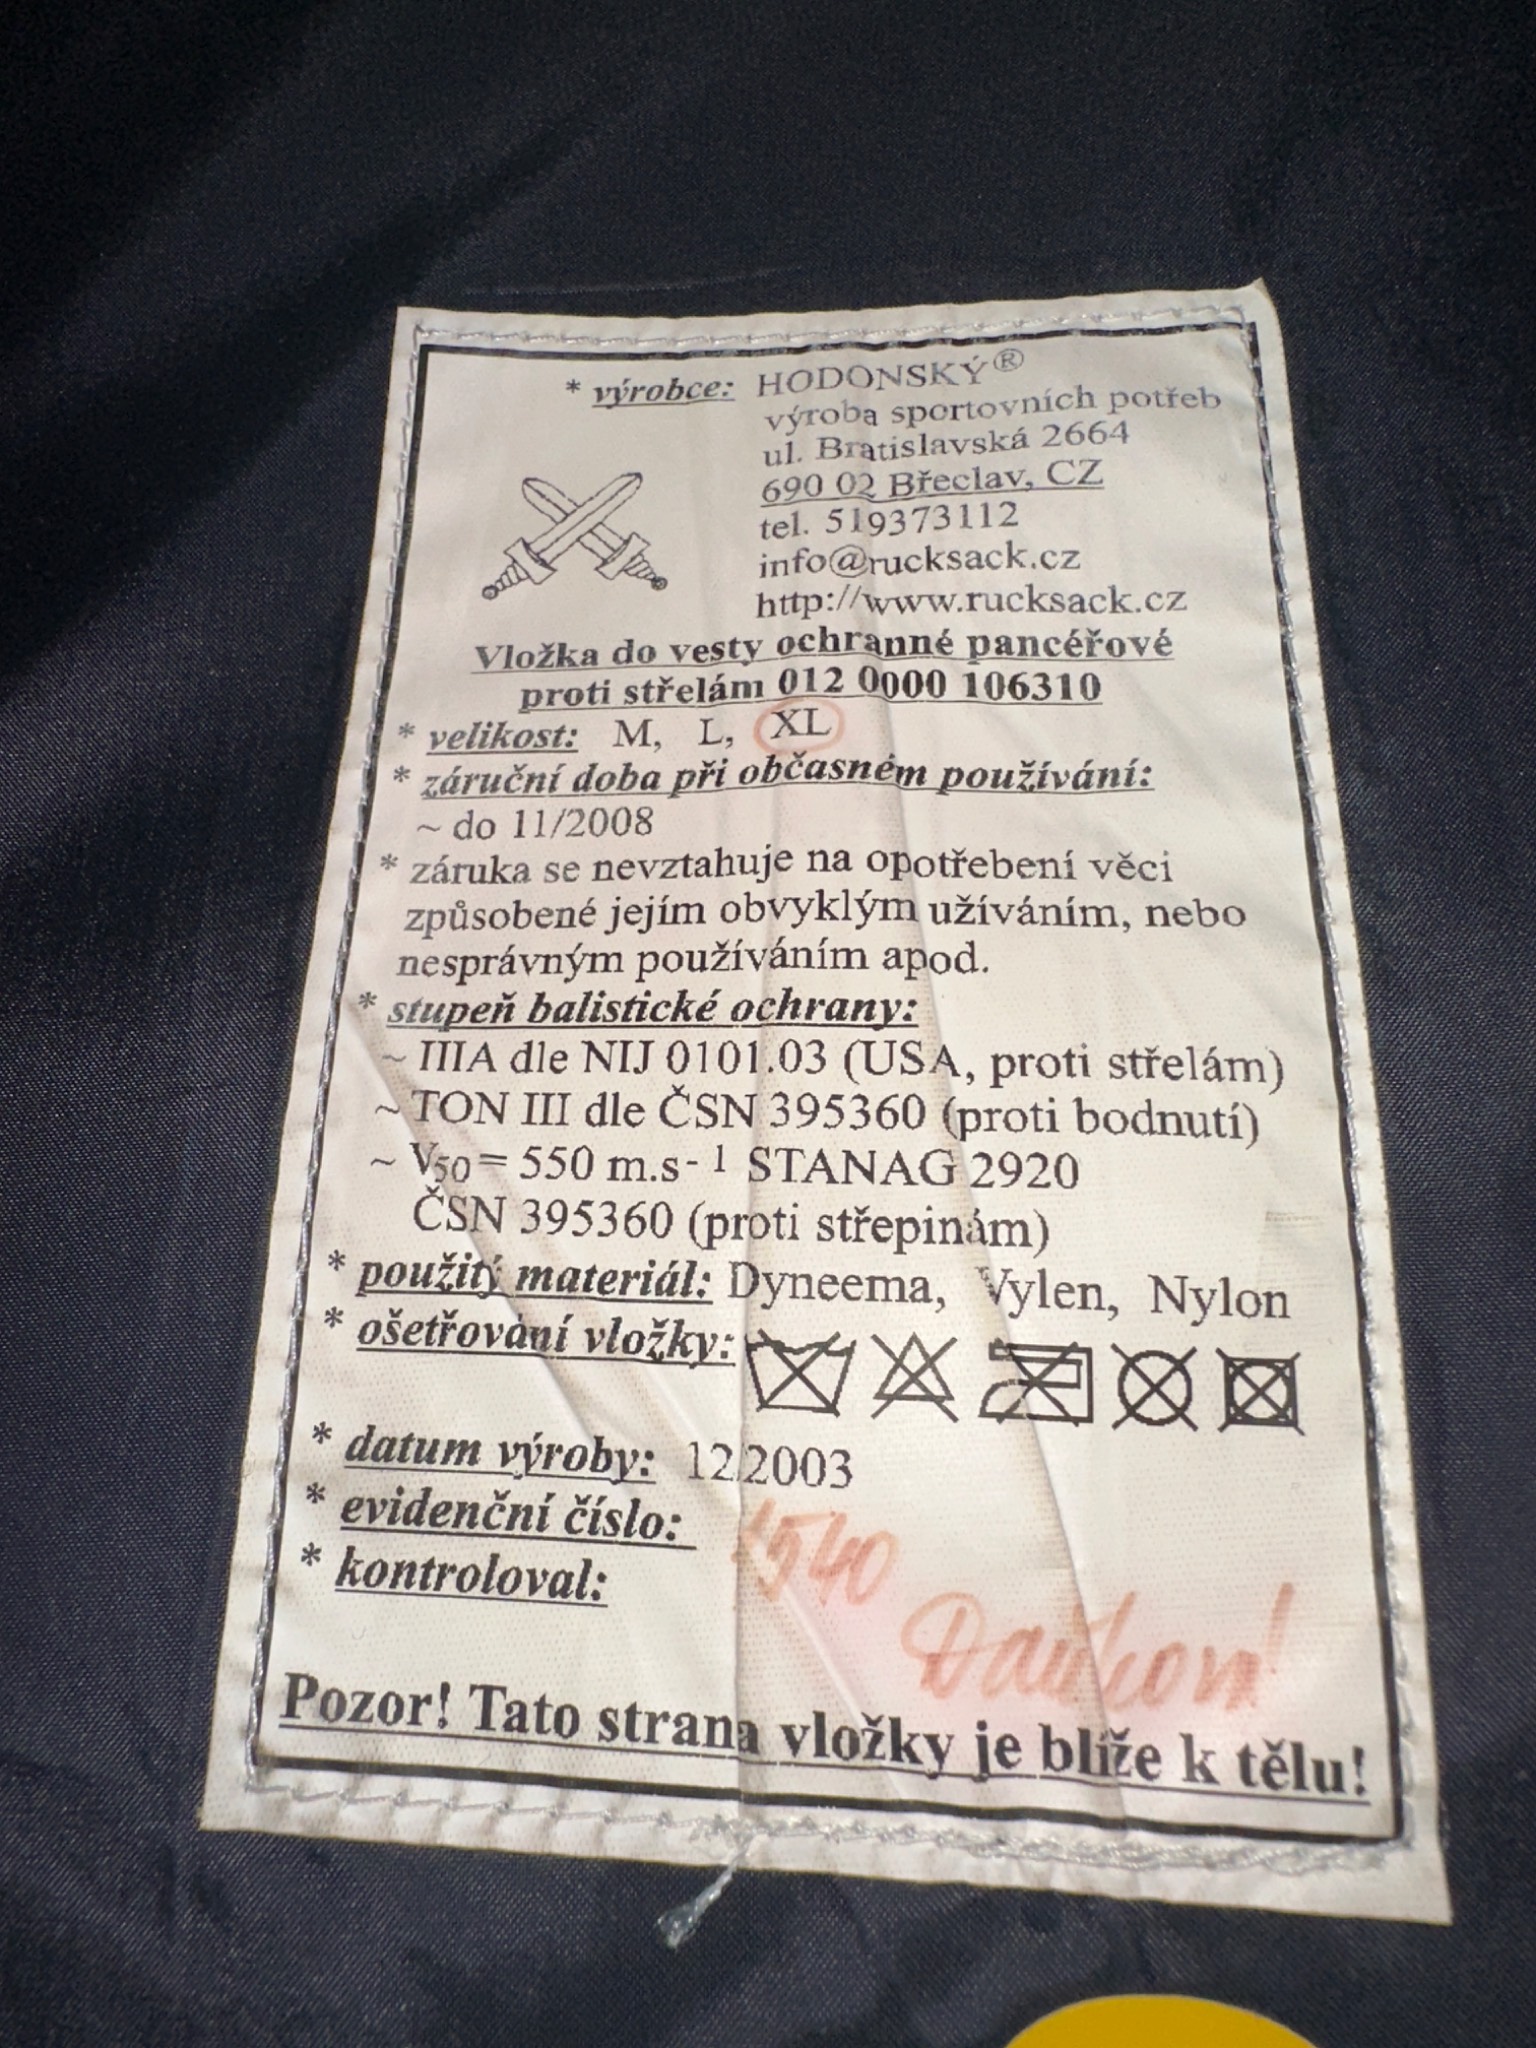 * výrobce: HODONSKÝ®
výroba sportovních potřeb
ul. Bratislavská 2664
690 02 Břeclav, CZ
tel. 519373112
info@rucksack.cz
http://www.rucksack.cz
Vložka do vesty ochranné pancéřové
proti střelám 012 0000 106310
* velikost: M, L, XL
* záruční doba při občasném používání:
~ do 11/2008
* záruka se nevztahuje na opotřebení věci
způsobené jejím obvyklým užíváním, nebo
nesprávným používáním apod.
* stupeň balistické ochrany:
~ IIIA dle NIJ 0101.03 (USA, proti střelám)
~ TON III dle ČSN 395360 (proti bodnutí)
~ V50 = 550 m.s-1 STANAG 2920
ČSN 395360 (proti střepinám)
* použitý materiál: Dyneema, Vylen, Nylon
* ošetřování vložky:
* datum výroby: 12/2003
* evidenční číslo:
* kontroloval:
Pozor! Tato strana vložky je blíže k tělu!